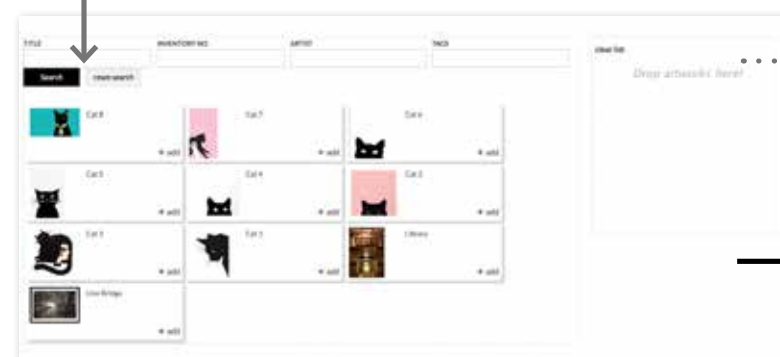 TITLE INVENTORY NO. ARTIST TAGS
Search reset search
Drop artworks here!
Cat 8 Cat 7 Cat 6
+ add + add + add
Cat 5 Cat 4 Cat 3
+ add + add + add
Cat 2 Cat 1 Library
+ add + add + add
Bridge
+ add